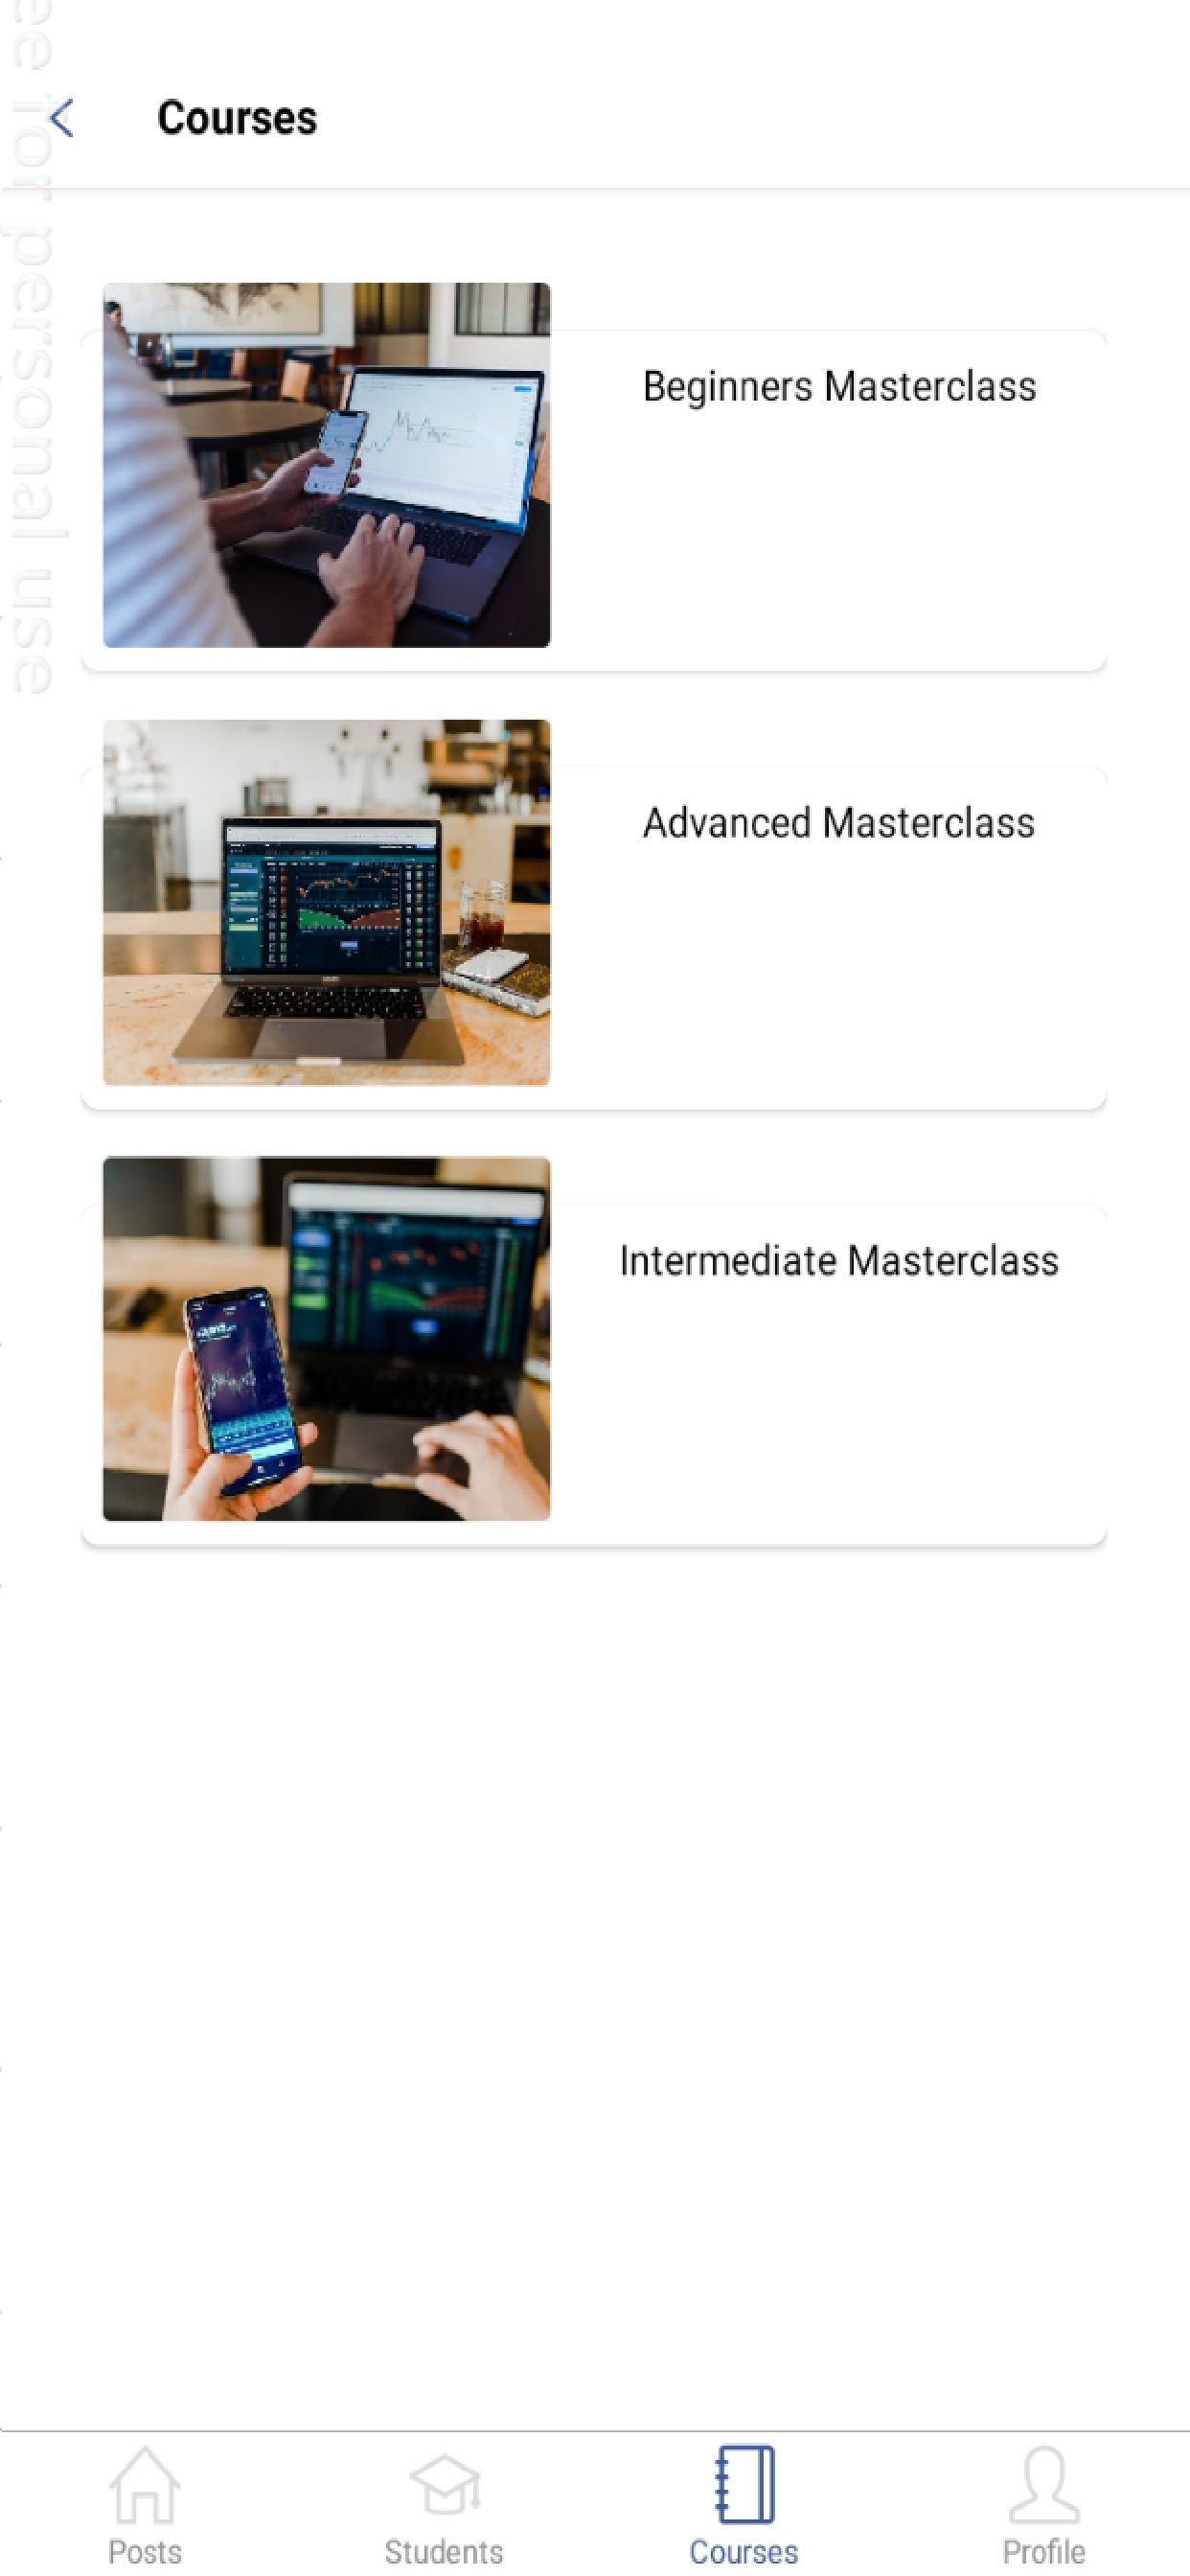 ee for personal use
Courses
Beginners Masterclass
Advanced Masterclass
Intermediate Masterclass
Posts
Students
Courses
Profile